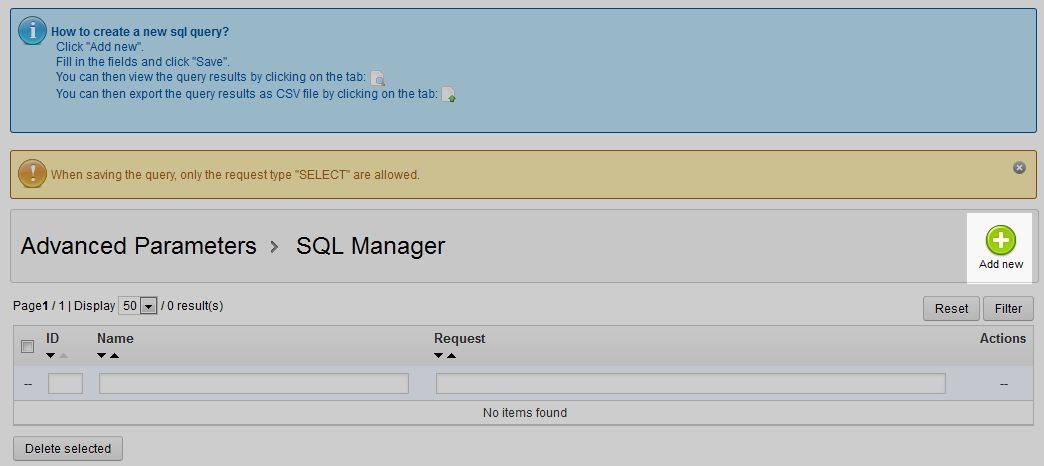 How to create a new sql query?
Click "Add new".
Fill in the fields and click "Save".
You can then view the query results by clicking on the tab:
You can then export the query results as CSV file by clicking on the tab:
When saving the query, only the request type "SELECT" are allowed.
Advanced Parameters > SQL Manager
Add new
Page1 / 1 | Display 50 / 0 result(s)
Reset Filter
ID Name Request Actions
-- --
No items found
Delete selected